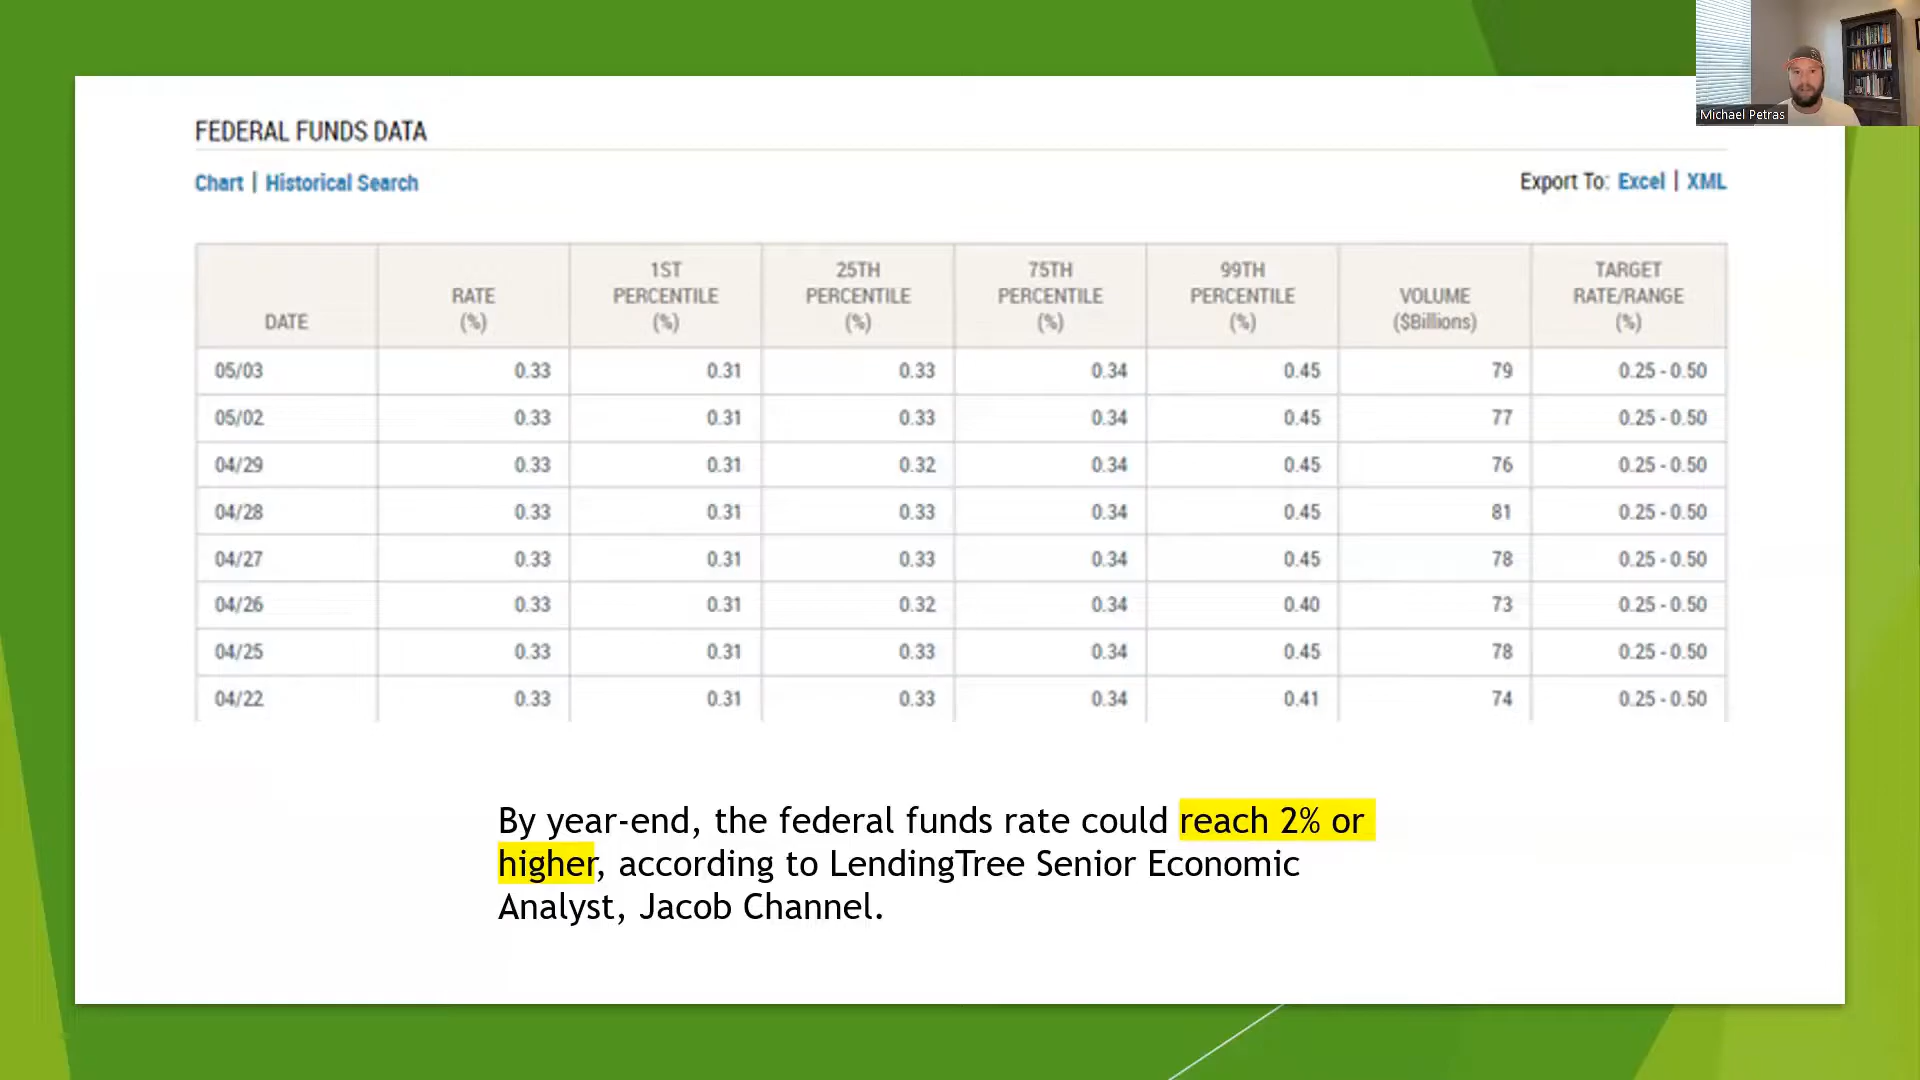 Michael Petras
FEDERAL FUNDS DATA
Chart | Historical Search
Export To: Excel | XML
DATE RATE (%) 1ST PERCENTILE (%) 25TH PERCENTILE (%) 75TH PERCENTILE (%) 99TH PERCENTILE (%) VOLUME ($Billions) TARGET RATE/RANGE (%)
05/03 0.33 0.31 0.33 0.34 0.45 79 0.25 - 0.50
05/02 0.33 0.31 0.33 0.34 0.45 77 0.25 - 0.50
04/29 0.33 0.31 0.32 0.34 0.45 76 0.25 - 0.50
04/28 0.33 0.31 0.33 0.34 0.45 81 0.25 - 0.50
04/27 0.33 0.31 0.33 0.34 0.45 78 0.25 - 0.50
04/26 0.33 0.31 0.32 0.34 0.40 73 0.25 - 0.50
04/25 0.33 0.31 0.33 0.34 0.45 78 0.25 - 0.50
04/22 0.33 0.31 0.33 0.34 0.41 74 0.25 - 0.50
By year-end, the federal funds rate could reach 2% or
higher, according to LendingTree Senior Economic
Analyst, Jacob Channel.